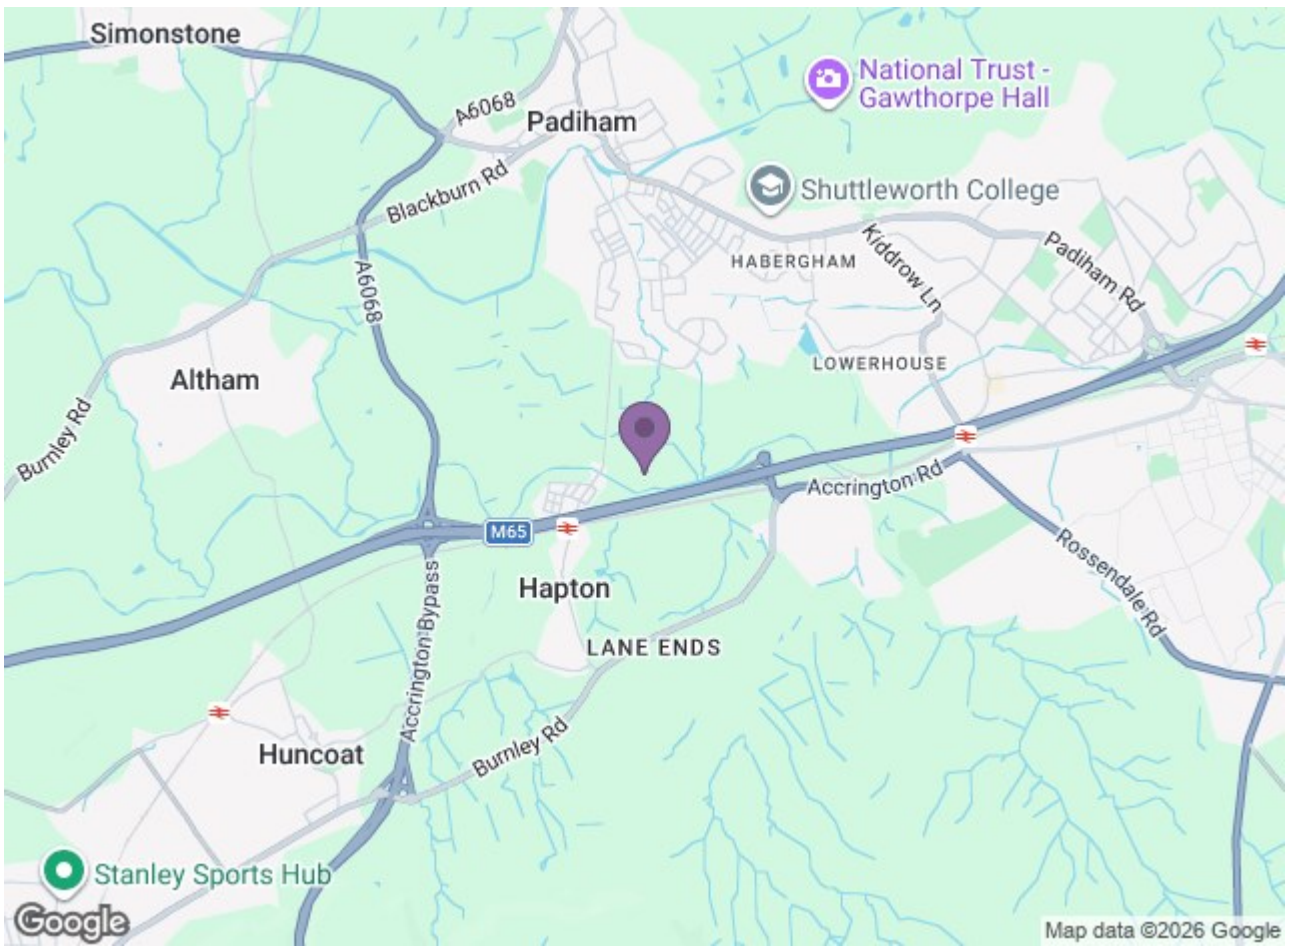 Simonstone
National Trust -
Gawthorpe Hall
A6068
Padiham
Blackburn Rd
Shuttleworth College
Kiddrow Ln
Padiham Rd
HABERGHAM
A6068
LOWERHOUSE
Altham
Burnley Rd
Accrington Rd
M65
Rossendale Rd
Hapton
Accrington Bypass
LANE ENDS
Burnley Rd
Huncoat
Stanley Sports Hub
Google
Map data ©2026 Google